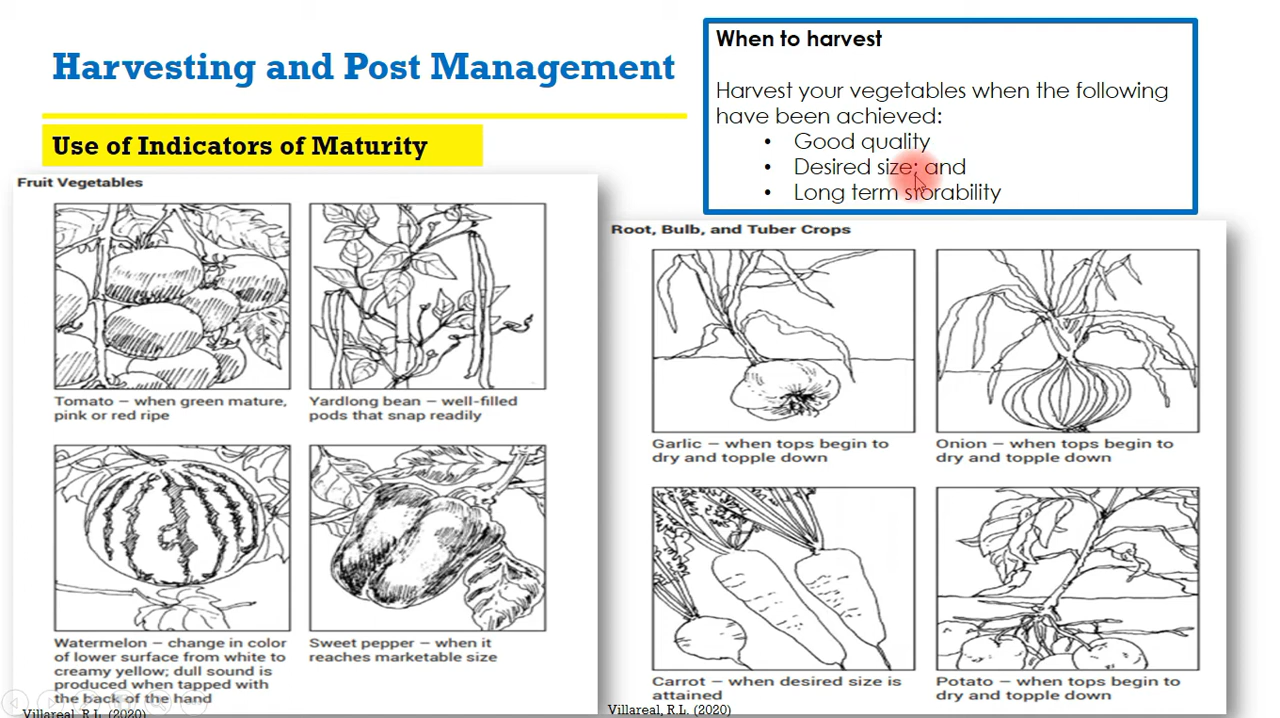 Harvesting and Post Management
Use of Indicators of Maturity
When to harvest
Harvest your vegetables when the following
have been achieved:
• Good quality
• Desired size; and
• Long term storability
Fruit Vegetables
Tomato – when green mature,
pink or red ripe
Yardlong bean – well-filled
pods that snap readily
Watermelon – change in color
of lower surface from white to
creamy yellow; dull sound is
produced when tapped with
the back of the hand
Sweet pepper – when it
reaches marketable size
Villareal, R.L. (2020)
Root, Bulb, and Tuber Crops
Garlic – when tops begin to
dry and topple down
Onion – when tops begin to
dry and topple down
Carrot – when desired size is
attained
Potato – when tops begin to
dry and topple down
Villareal, R.L. (2020)